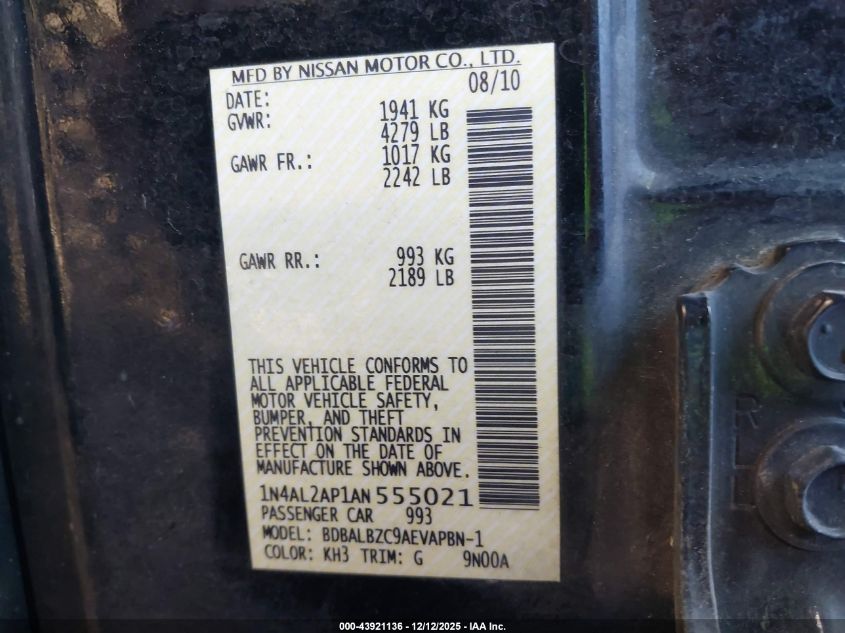 MFD BY NISSAN MOTOR CO., LTD.
DATE: 08/10
GVWR: 1941 KG
4279 LB
GAWR FR.: 1017 KG
2242 LB
GAWR RR.: 993 KG
2189 LB
THIS VEHICLE CONFORMS TO
ALL APPLICABLE FEDERAL
MOTOR VEHICLE SAFETY,
BUMPER, AND THEFT
PREVENTION STANDARDS IN
EFFECT ON THE DATE OF
MANUFACTURE SHOWN ABOVE.
1N4AL2AP1AN555021
PASSENGER CAR 993
MODEL: BDBALBZC9AEVAPBN-1
COLOR: KH3 TRIM: G 9N00A
000-43921136 - 12/12/2025 - IAA Inc.